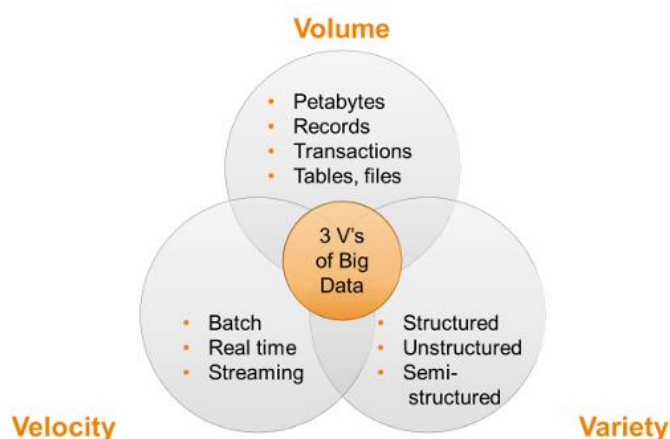 Volume
• Petabytes
• Records
• Transactions
• Tables, files
3 V's
of Big
Data
• Batch
• Real time
• Streaming
• Structured
• Unstructured
• Semi-
structured
Velocity
Variety